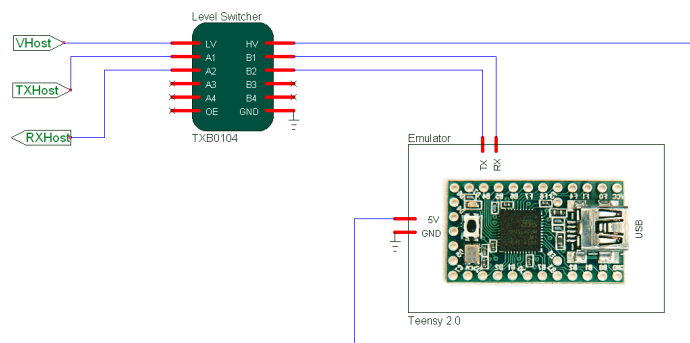 Level Switcher
VHost
LV
HV
TXHost
A1
B1
A2
B2
A3
B3
A4
B4
RXHost
OE
GND
TXB0104
Emulator
TX
RX
5V
GND
USB
Teensy 2.0